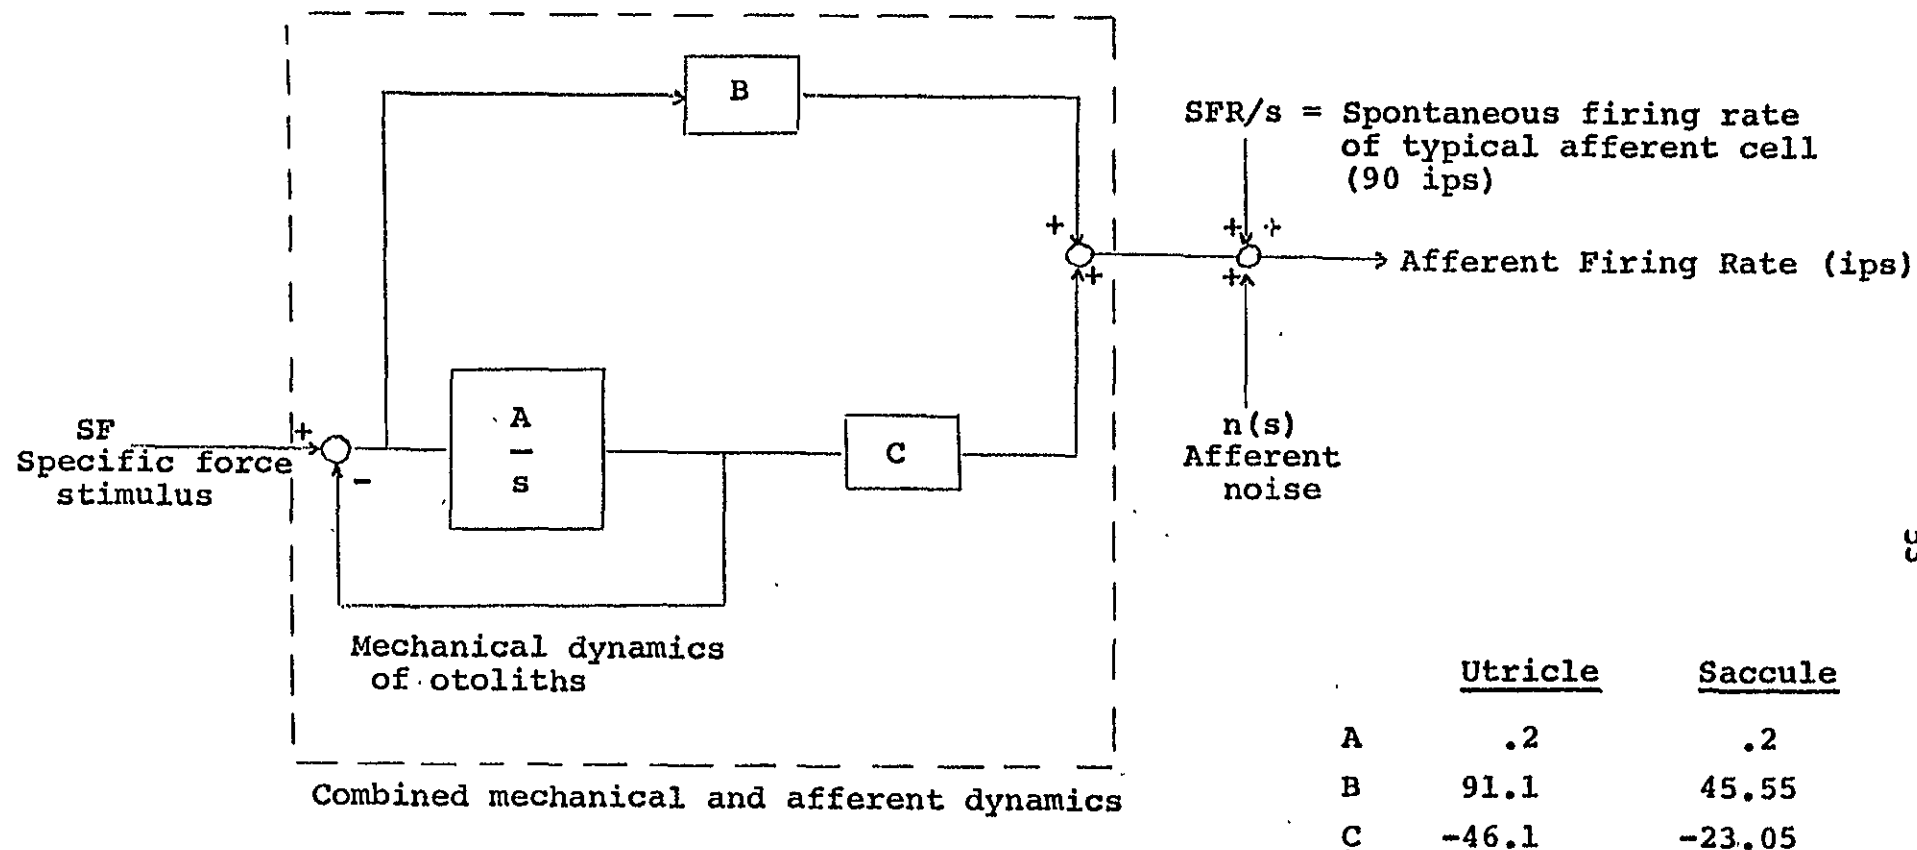 B
SFR/s = Spontaneous firing rate
of typical afferent cell
(90 ips)
+
+ +
+
+
Afferent Firing Rate (ips)
SF
Specific force
stimulus
+
-
A
s
C
n(s)
Afferent
noise
Mechanical dynamics
of otoliths
Combined mechanical and afferent dynamics
Utricle Saccule
A .2 .2
B 91.1 45.55
C -46.1 -23.05